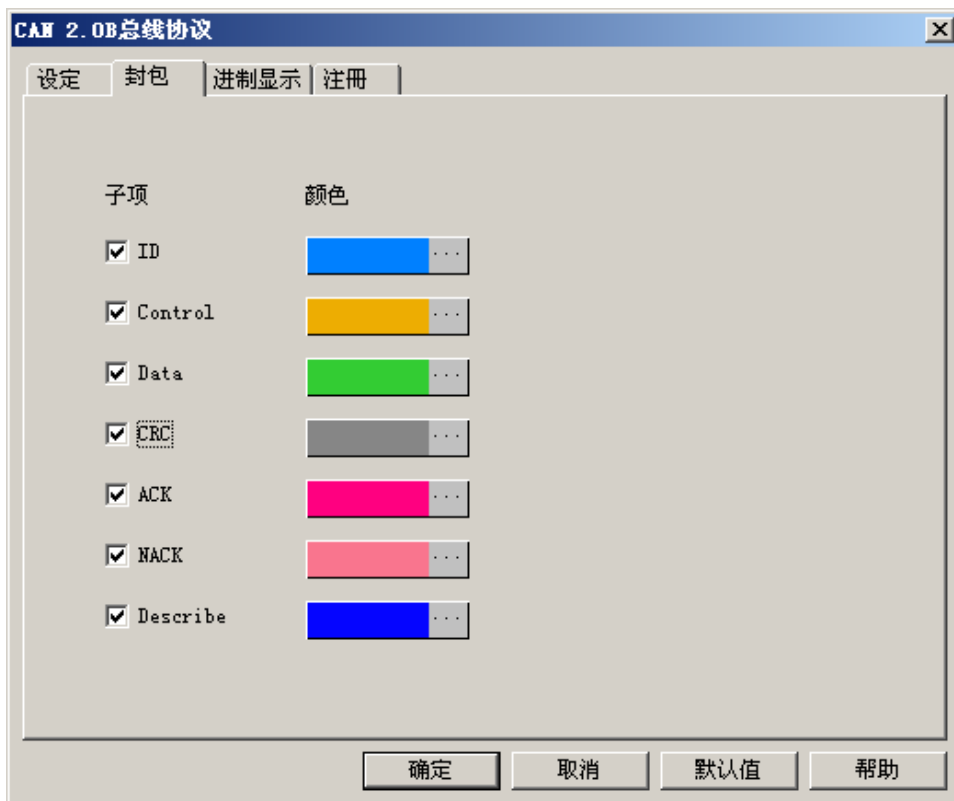 CAN 2.0B总线协议
设定 封包 进制显示 注冊
子项 颜色
ID ...
Control ...
Data ...
CRC ...
ACK ...
NACK ...
Describe ...
确定 取消 默认值 帮助